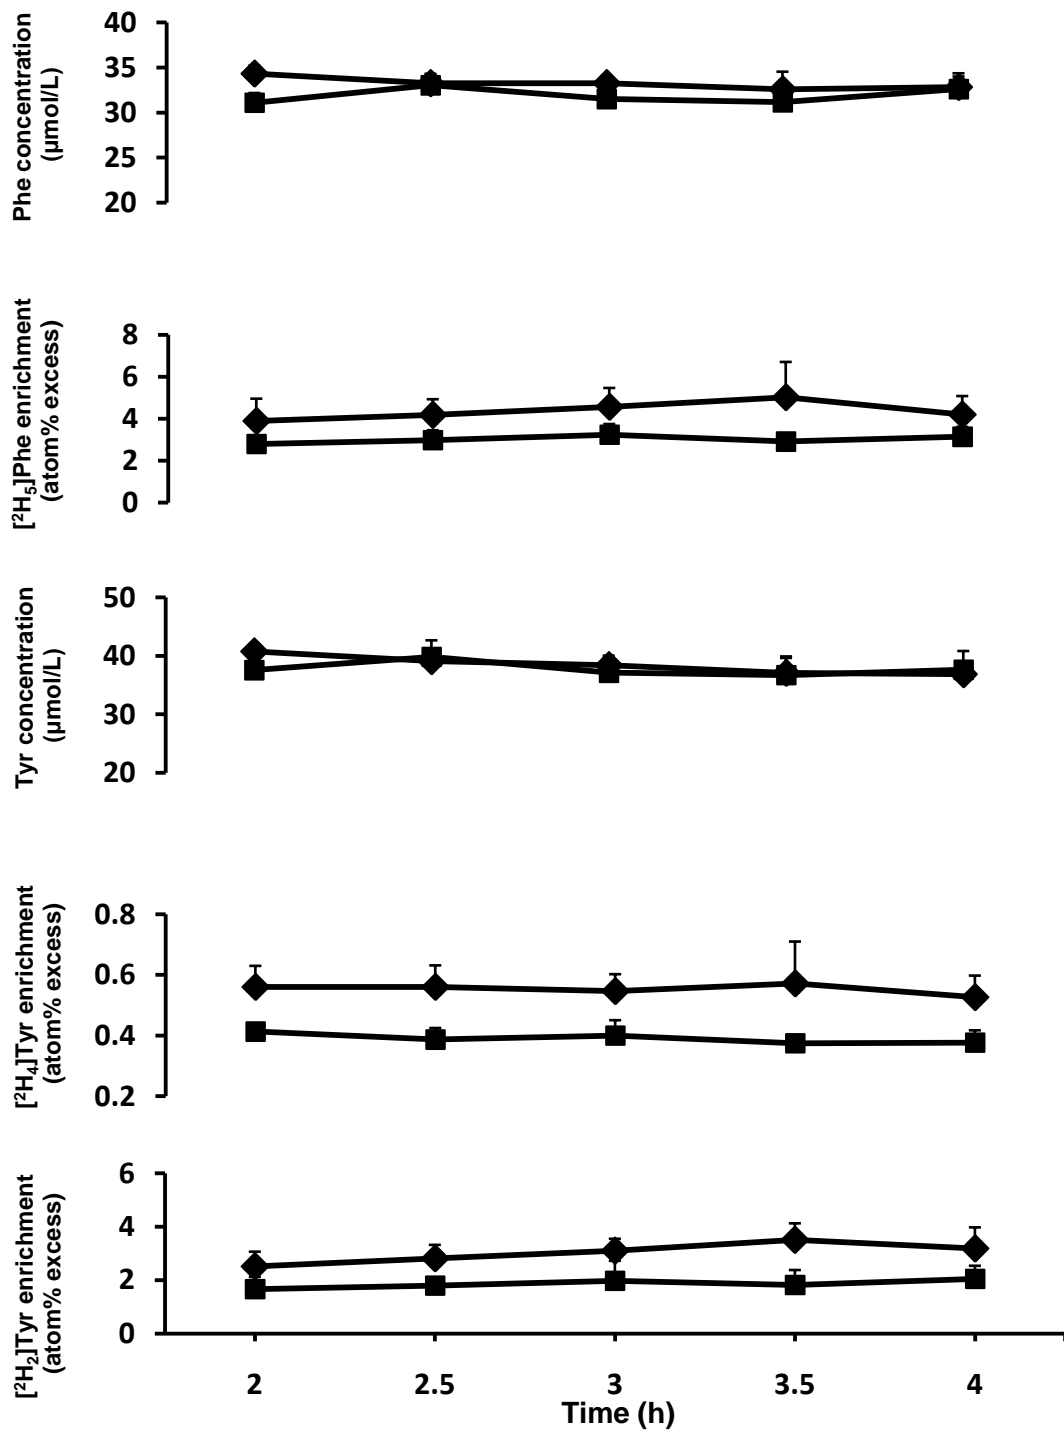 Phe concentration
(µmol/L)
40
35
30
25
20
[²H₅]Phe enrichment
(atom% excess)
8
6
4
2
0
Tyr concentration
(µmol/L)
50
40
30
20
[²H₄]Tyr enrichment
(atom% excess)
0.8
0.6
0.4
0.2
[²H₂]Tyr enrichment
(atom% excess)
6
4
2
0
2 2.5 3 3.5 4
Time (h)